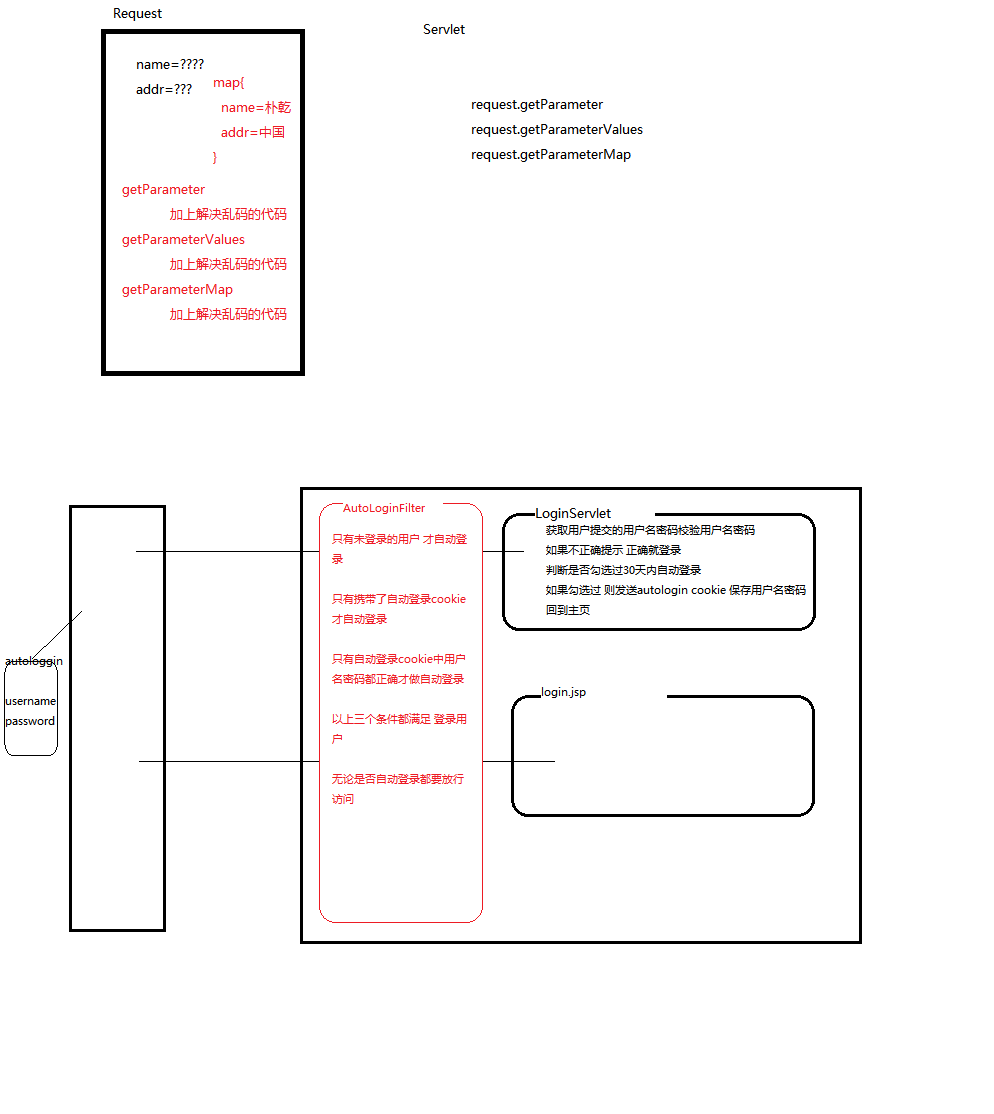 Request
Servlet
name=????
addr=???
map{
name=朴乾
addr=中国
}
request.getParameter
request.getParameterValues
request.getParameterMap
getParameter
加上解决乱码的代码
getParameterValues
加上解决乱码的代码
getParameterMap
加上解决乱码的代码
AutoLoginFilter
只有未登录的用户 才自动登
录
只有携带了自动登录cookie
才自动登录
只有自动登录cookie中用户
名密码都正确才做自动登录
以上三个条件都满足 登录用
户
无论是否自动登录都要放行
访问
LoginServlet
获取用户提交的用户名密码校验用户名密码
如果不正确提示 正确就登录
判断是否勾选过30天内自动登录
如果勾选过 则发送autologin cookie 保存用户名密码
回到主页
autologgin
username
password
login.jsp